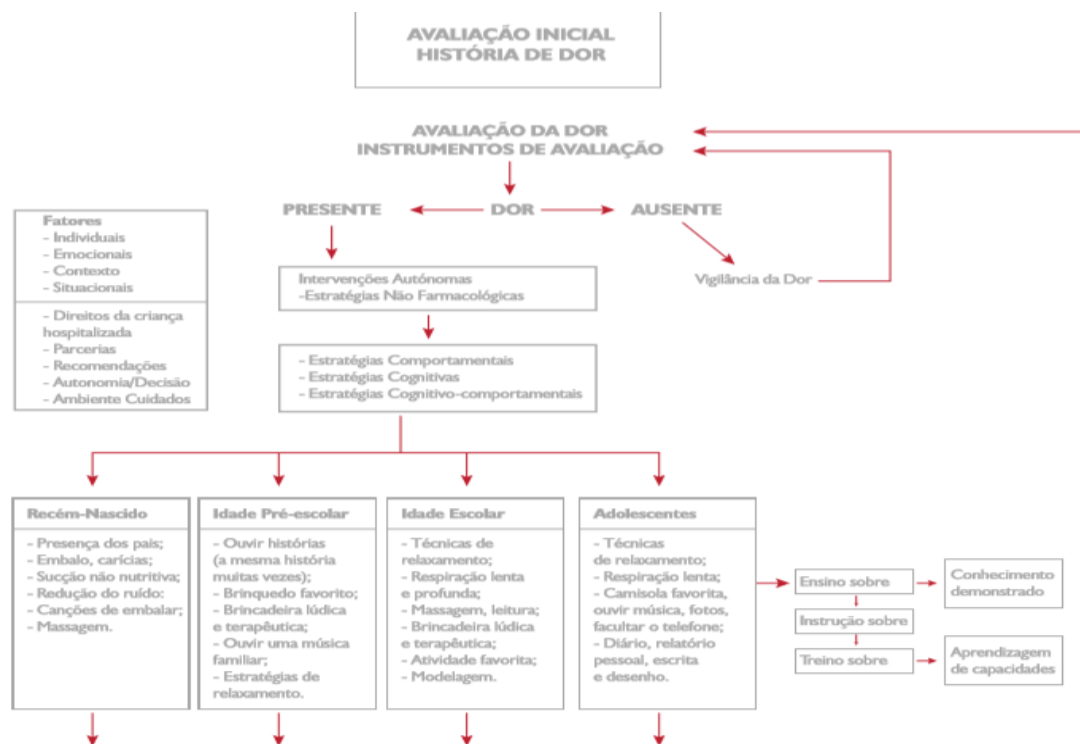 AVALIAÇÃO INICIAL
HISTÓRIA DE DOR
AVALIAÇÃO DA DOR
INSTRUMENTOS DE AVALIAÇÃO
PRESENTE
DOR
AUSENTE
Vigilância da Dor
Fatores
- Individuais
- Emocionais
- Contexto
- Situacionais
- Direitos da criança
hospitalizada
- Parcerias
- Recomendações
- Autonomia/Decisão
- Ambiente Cuidados
Intervenções Autónomas
-Estratégias Não Farmacológicas
- Estratégias Comportamentais
- Estratégias Cognitivas
- Estratégias Cognitivo-comportamentais
Recém-Nascido
- Presença dos pais;
- Embalo, carícias;
- Sucção não nutritiva;
- Redução do ruído:
- Canções de embalar;
- Massagem.
Idade Pré-escolar
- Ouvir histórias
(a mesma história
muitas vezes);
- Brinquedo favorito;
- Brincadeira lúdica
e terapêutica;
- Ouvir uma música
familiar;
- Estratégias de
relaxamento.
Idade Escolar
- Técnicas de
relaxamento;
- Respiração lenta
e profunda;
- Massagem, leitura;
- Brincadeira lúdica
e terapêutica;
- Atividade favorita;
- Modelagem.
Adolescentes
- Técnicas
de relaxamento;
- Respiração lenta;
- Camisola favorita,
ouvir música, fotos,
facultar o telefone;
- Diário, relatório
pessoal, escrita
e desenho.
Ensino sobre
Instrução sobre
Treino sobre
Conhecimento
demonstrado
Aprendizagem
de capacidades